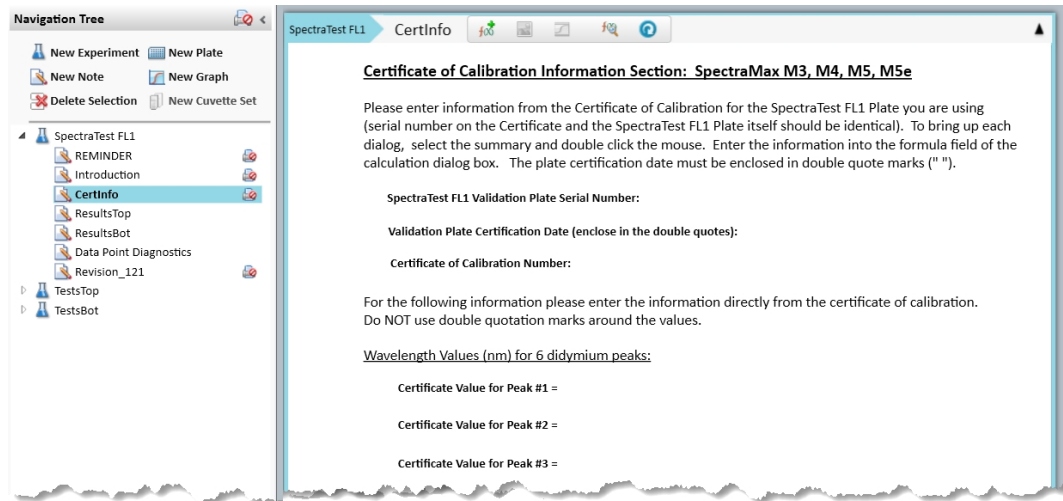 Navigation Tree
New Experiment New Plate
New Note New Graph
Delete Selection New Cuvette Set
SpectraTest FL1
REMINDER
Introduction
CertInfo
ResultsTop
ResultsBot
Data Point Diagnostics
Revision_121
TestsTop
TestsBot
SpectraTest FL1 CertInfo
Certificate of Calibration Information Section: SpectraMax M3, M4, M5, M5e
Please enter information from the Certificate of Calibration for the SpectraTest FL1 Plate you are using
(serial number on the Certificate and the SpectraTest FL1 Plate itself should be identical). To bring up each
dialog, select the summary and double click the mouse. Enter the information into the formula field of the
calculation dialog box. The plate certification date must be enclosed in double quote marks (" ").
SpectraTest FL1 Validation Plate Serial Number:
Validation Plate Certification Date (enclose in the double quotes):
Certificate of Calibration Number:
For the following information please enter the information directly from the certificate of calibration.
Do NOT use double quotation marks around the values.
Wavelength Values (nm) for 6 didymium peaks:
Certificate Value for Peak #1 =
Certificate Value for Peak #2 =
Certificate Value for Peak #3 =